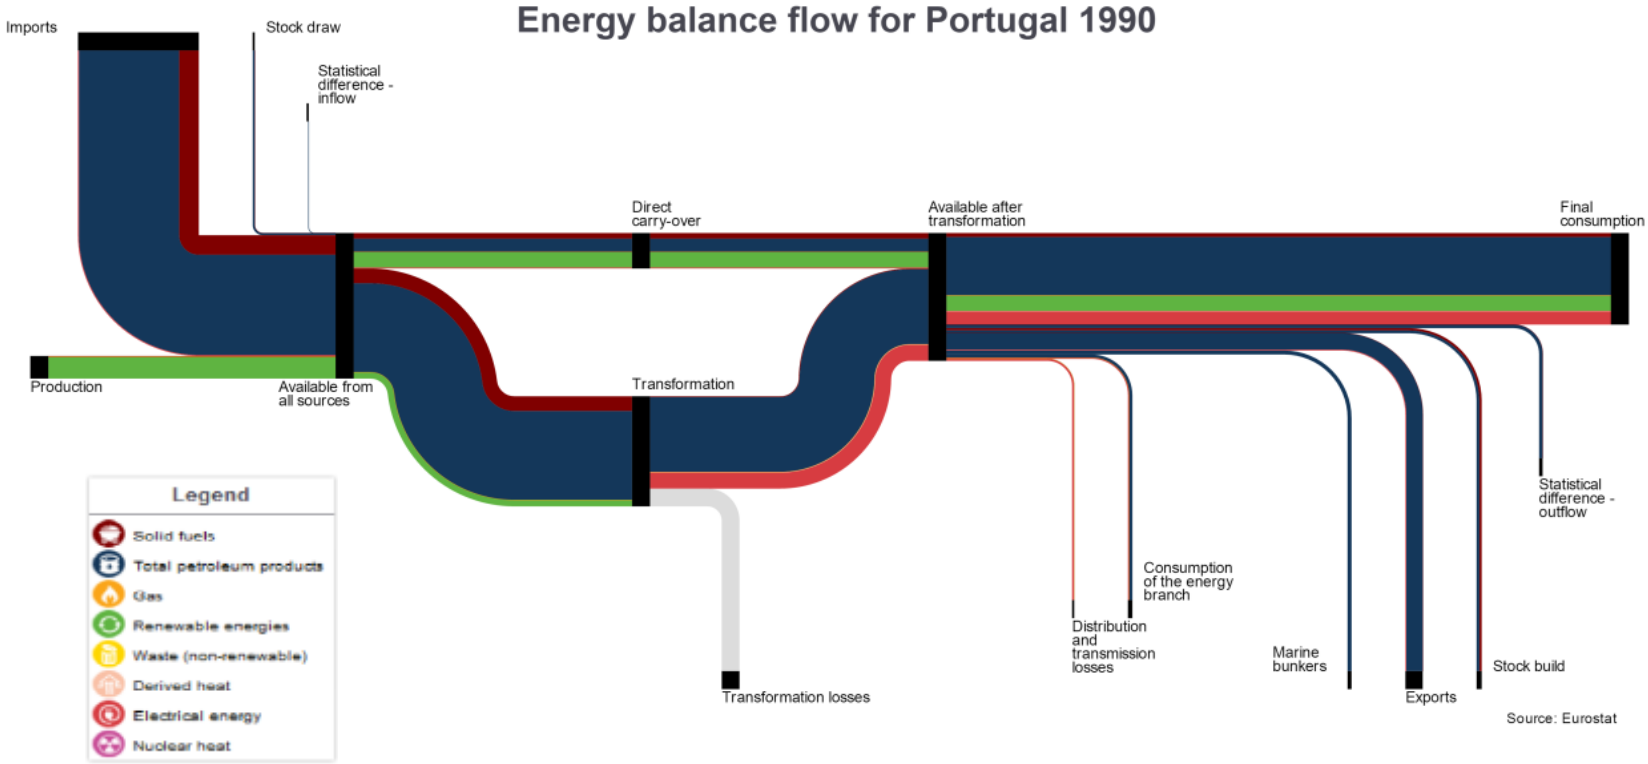 Energy balance flow for Portugal 1990
Imports
Stock draw
Statistical
difference -
inflow
Direct
carry-over
Available after
transformation
Final
consumption
Production
Available from
all sources
Transformation
Legend
Solid fuels
Total petroleum products
Gas
Renewable energies
Waste (non-renewable)
Derived heat
Electrical energy
Nuclear heat
Transformation losses
Distribution
and
transmission
losses
Consumption
of the energy
branch
Marine
bunkers
Exports
Stock build
Statistical
difference -
outflow
Source: Eurostat